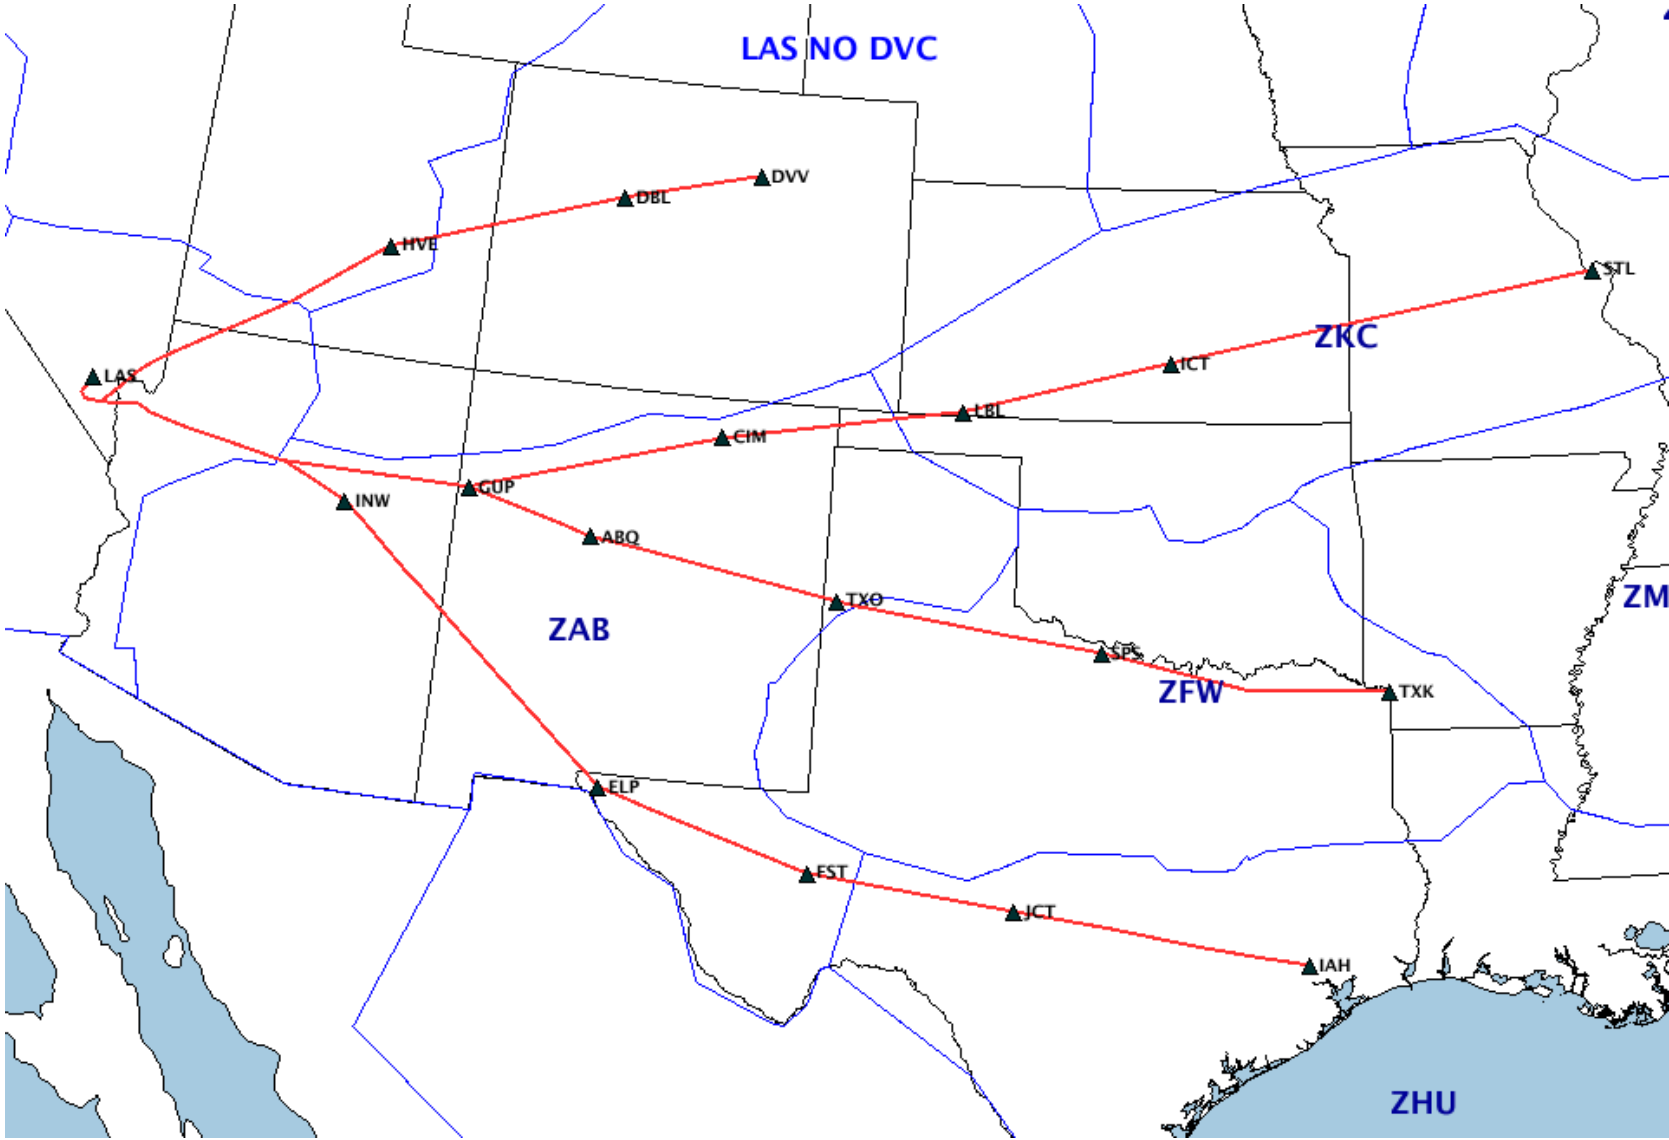 LAS NO DVC
DVV
DBL
HVE
STL
ZKC
ICT
LAS
LBL
CIM
GUP
INW
ABQ
ZM
TXO
ZAB
SPS
ZFW
TXK
ELP
FST
JCT
IAH
ZHU